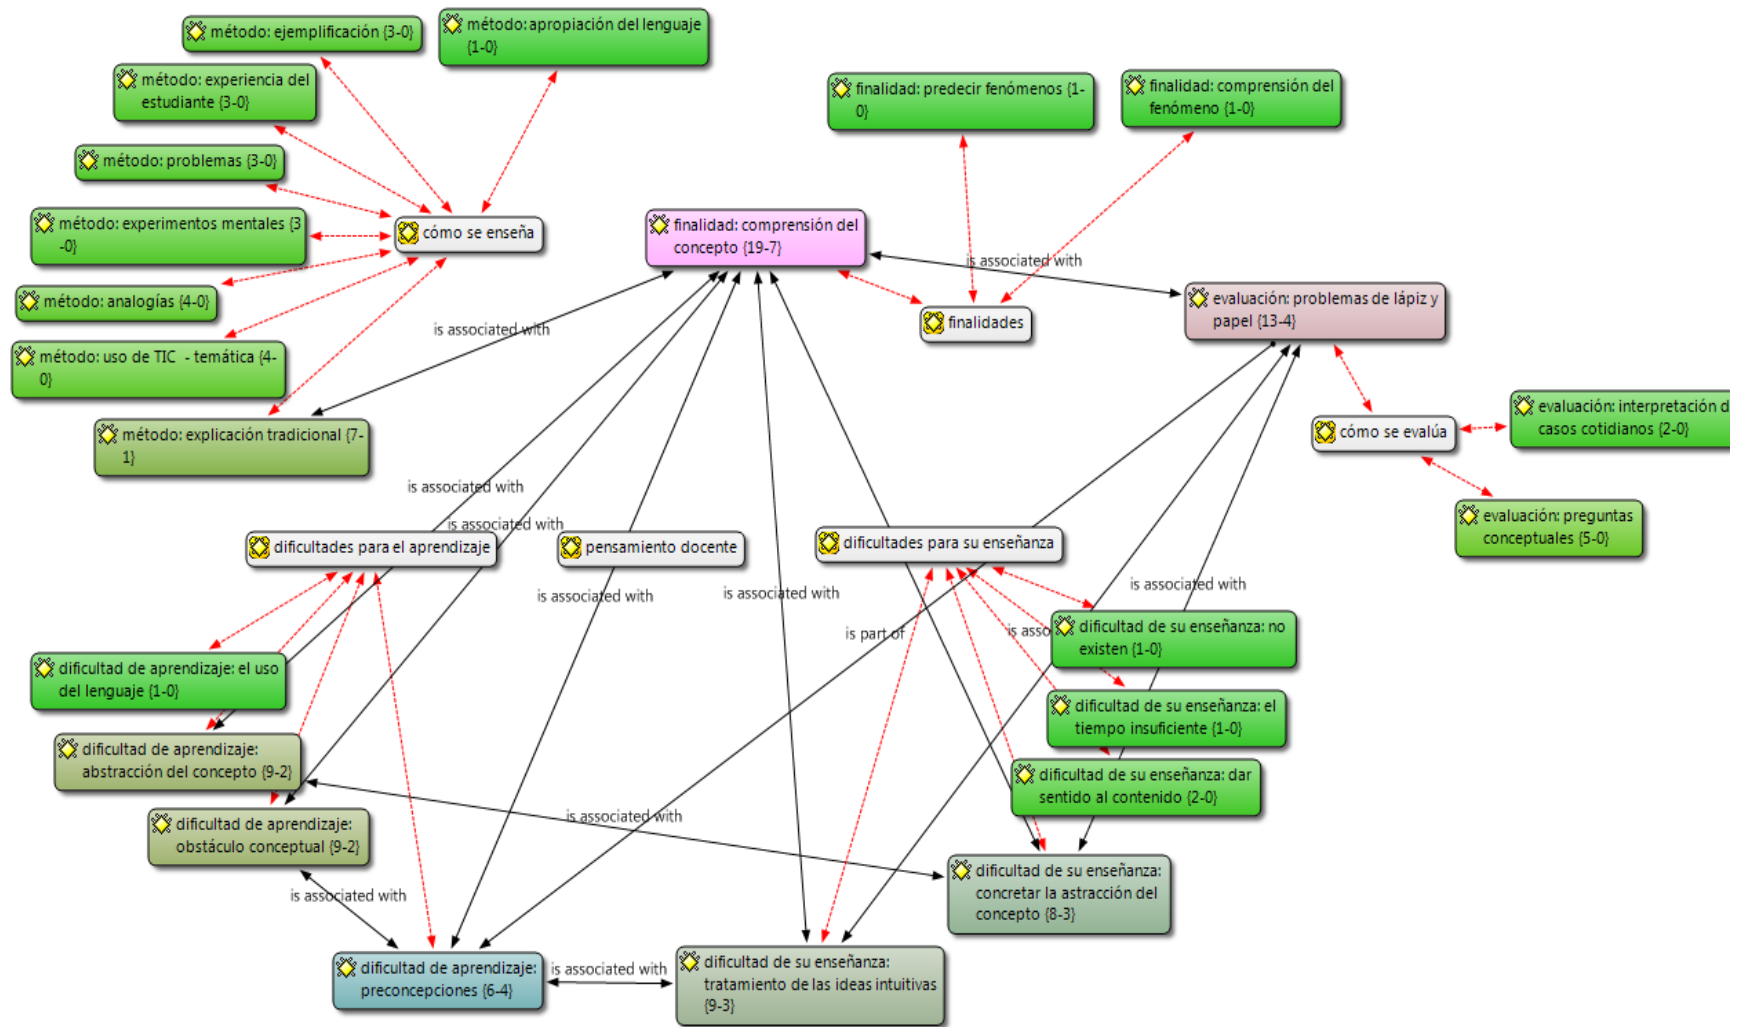 método: ejemplificación {3-0}
método: apropiación del lenguaje
{1-0}
método: experiencia del
estudiante {3-0}
finalidad: predecir fenómenos {1-
0}
finalidad: comprensión del
fenómeno {1-0}
método: problemas {3-0}
método: experimentos mentales {3
-0}
cómo se enseña
finalidad: comprensión del
concepto {19-7}
is associated with
método: analogías {4-0}
evaluación: problemas de lápiz y
papel {13-4}
finalidades
is associated with
método: uso de TIC - temática {4-
0}
método: explicación tradicional {7-
1}
cómo se evalúa
evaluación: interpretación d
casos cotidianos {2-0}
is associated with
is associated with
evaluación: preguntas
conceptuales {5-0}
dificultades para el aprendizaje
pensamiento docente
dificultades para su enseñanza
is associated with
is associated with
is associated with
is part of
is asso
dificultad de su enseñanza: no
existen {1-0}
dificultad de aprendizaje: el uso
del lenguaje {1-0}
dificultad de su enseñanza: el
tiempo insuficiente {1-0}
dificultad de aprendizaje:
abstracción del concepto {9-2}
dificultad de su enseñanza: dar
sentido al contenido {2-0}
is associated with
dificultad de aprendizaje:
obstáculo conceptual {9-2}
dificultad de su enseñanza:
concretar la astracción del
concepto {8-3}
is associated with
dificultad de aprendizaje:
preconcepciones {6-4}
is associated with
dificultad de su enseñanza:
tratamiento de las ideas intuitivas
{9-3}